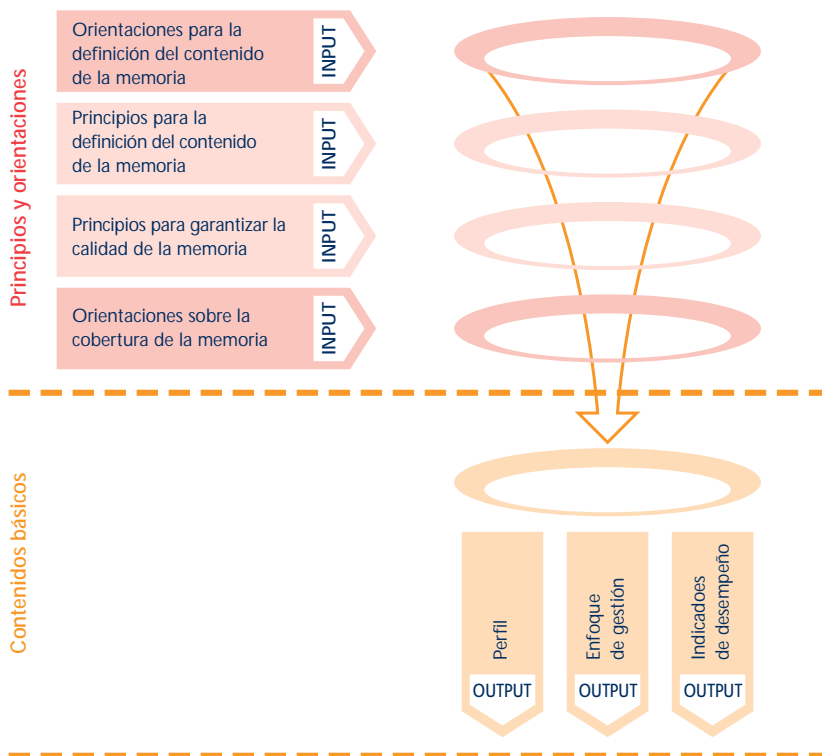 Principios y orientaciones
Orientaciones para la
definición del contenido
de la memoria
INPUT
Principios para la
definición del contenido
de la memoria
INPUT
Principios para garantizar la
calidad de la memoria
INPUT
Orientaciones sobre la
cobertura de la memoria
INPUT
Contenidos básicos
Perfil
OUTPUT
Enfoque
de gestión
OUTPUT
Indicadoes
de desempeño
OUTPUT